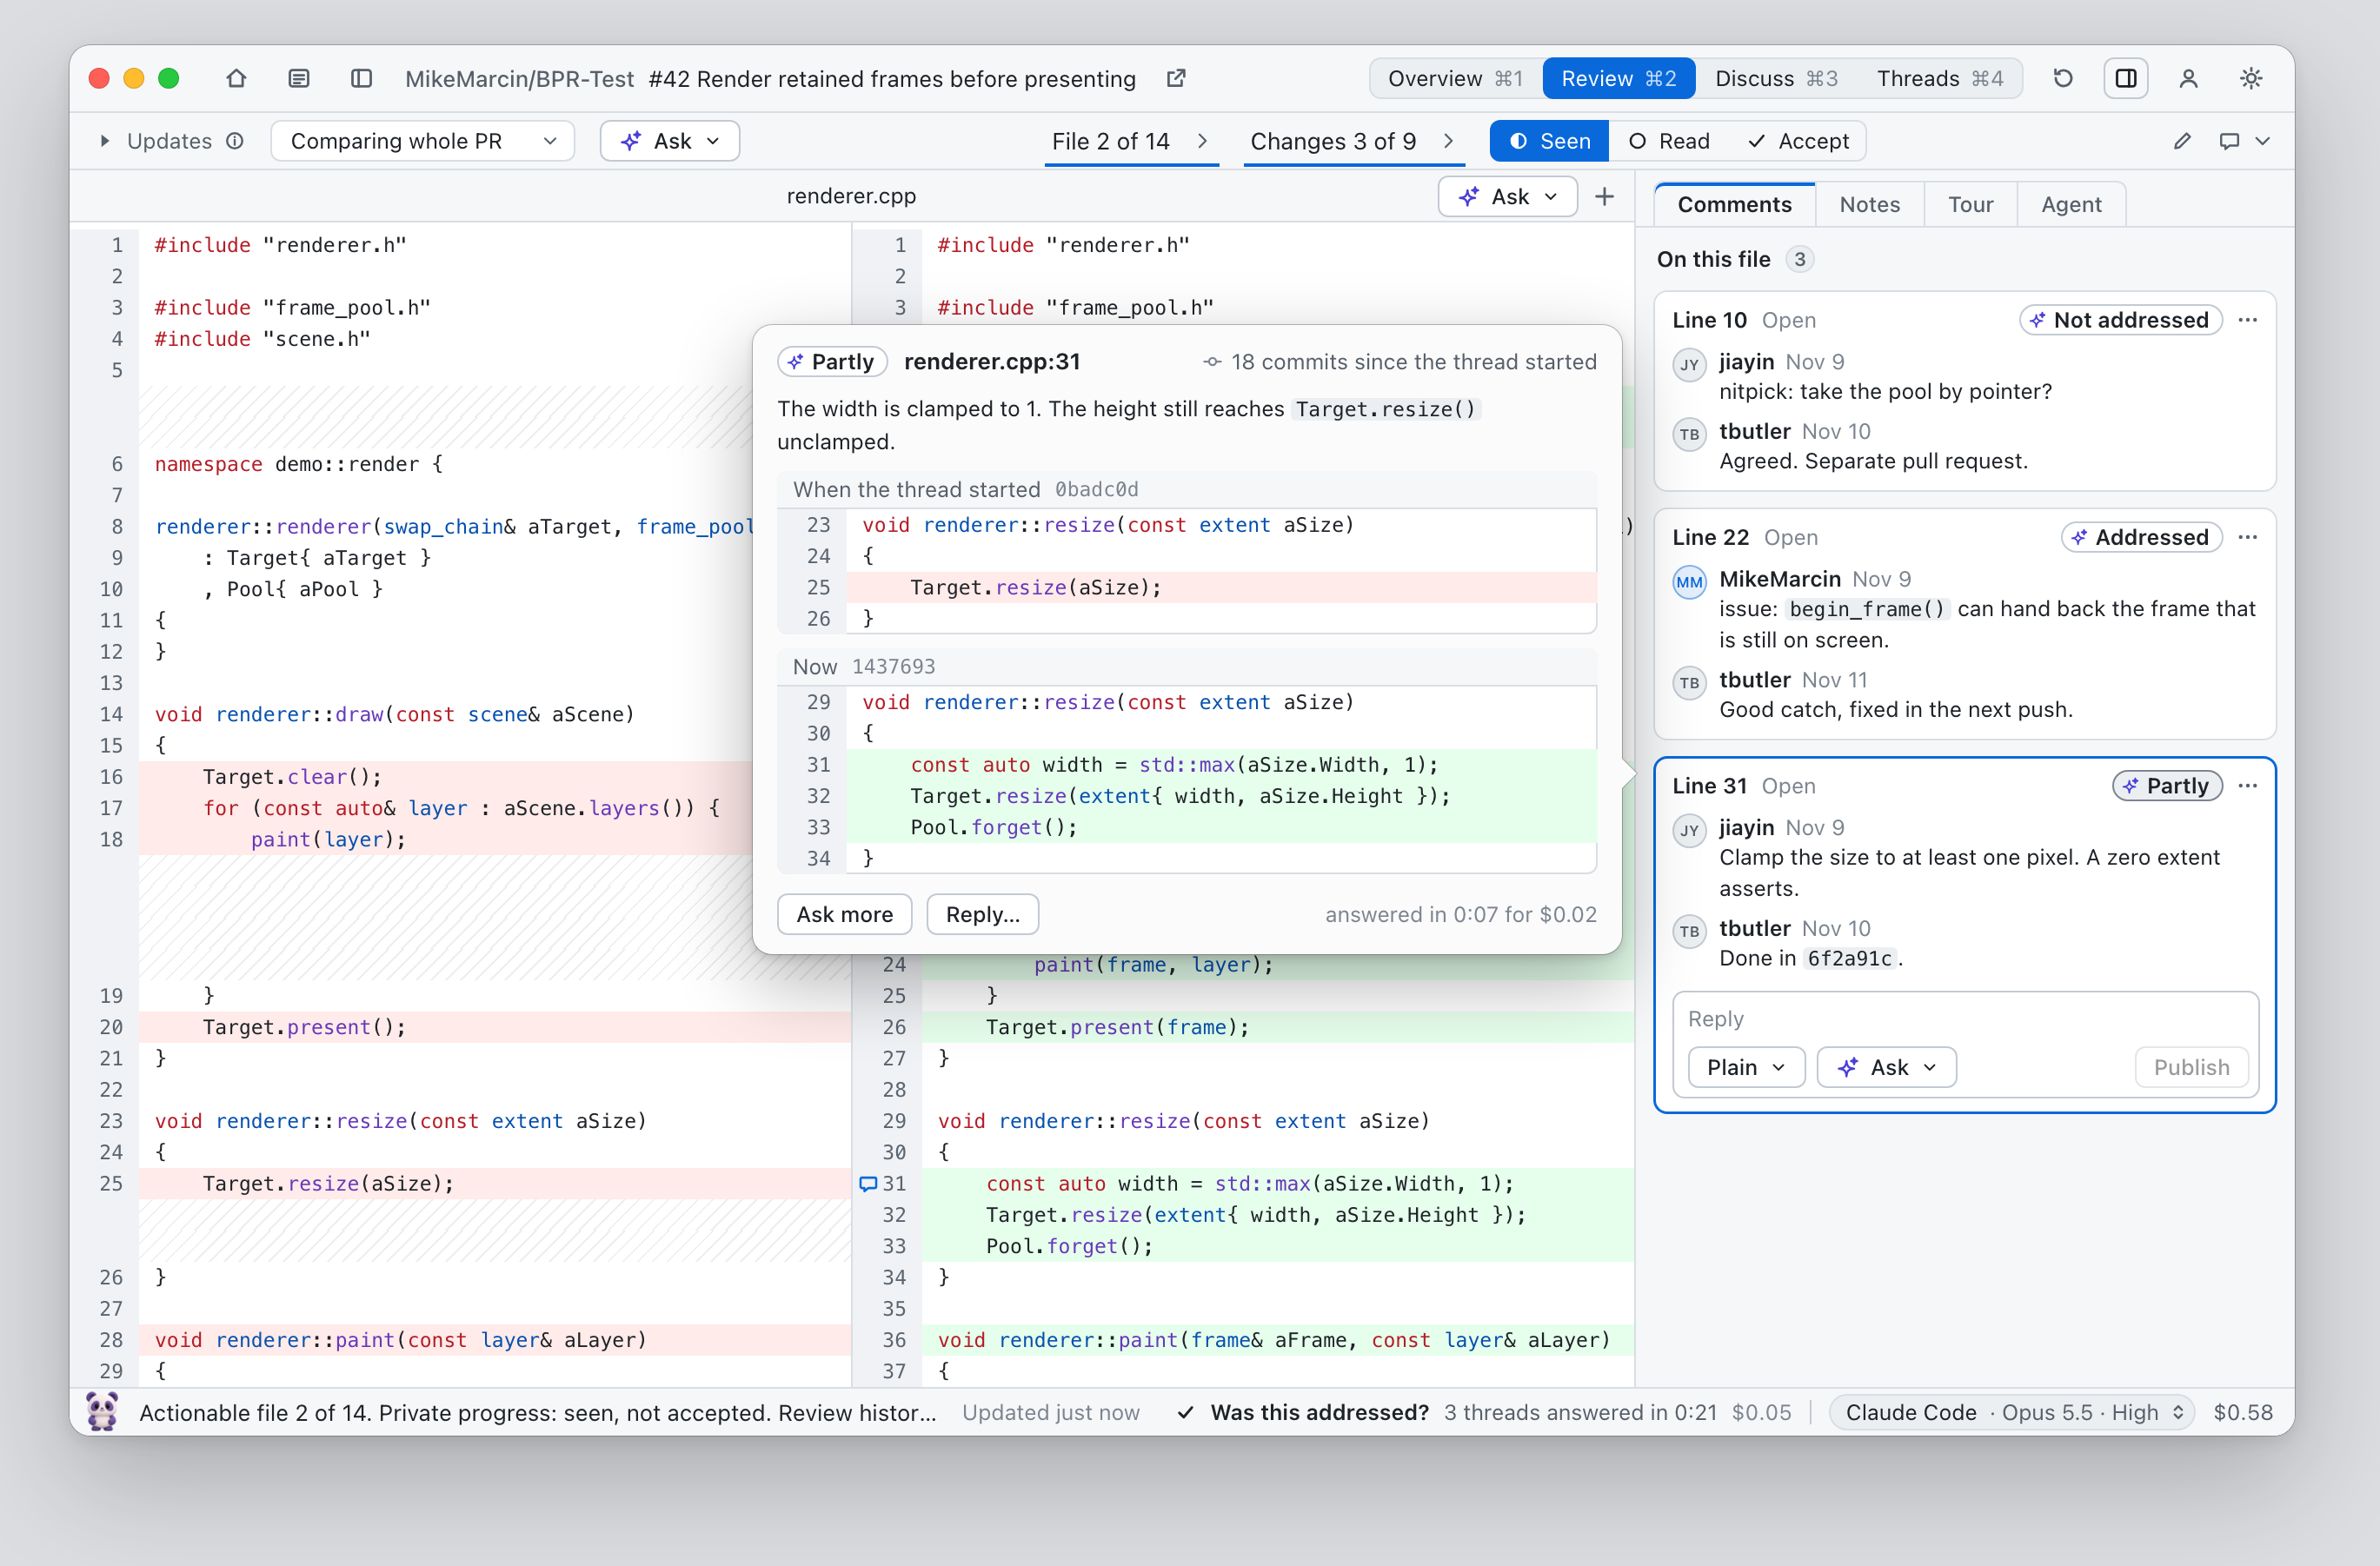 MikeMarcin/BPR-Test #42 Render retained frames before presenting
Overview ⌘1 Review ⌘2 Discuss ⌘3 Threads ⌘4
Updates Comparing whole PR Ask File 2 of 14 Changes 3 of 9 Seen Read Accept
renderer.cpp Ask
1 #include "renderer.h"
2
3 #include "frame_pool.h"
4 #include "scene.h"
5
6 namespace demo::render {
7
8 renderer::renderer(swap_chain& aTarget, frame_pool
9 : Target{ aTarget }
10 , Pool{ aPool }
11 {
12 }
13
14 void renderer::draw(const scene& aScene)
15 {
16 Target.clear();
17 for (const auto& layer : aScene.layers()) {
18 paint(layer);
19 }
20 Target.present();
21 }
22
23 void renderer::resize(const extent aSize)
24 {
25 Target.resize(aSize);
26 }
27
28 void renderer::paint(const layer& aLayer)
29 {
1 #include "renderer.h"
2
3 #include "frame_pool.h"
)
24 paint(frame, layer);
25 }
26 Target.present(frame);
27 }
28
29 void renderer::resize(const extent aSize)
30 {
31 const auto width = std::max(aSize.Width, 1);
32 Target.resize(extent{ width, aSize.Height });
33 Pool.forget();
34 }
35
36 void renderer::paint(frame& aFrame, const layer& aLayer)
37 {
Partly renderer.cpp:31 18 commits since the thread started
The width is clamped to 1. The height still reaches Target.resize()
unclamped.
When the thread started 0badc0d
23 void renderer::resize(const extent aSize)
24 {
25 Target.resize(aSize);
26 }
Now 1437693
29 void renderer::resize(const extent aSize)
30 {
31 const auto width = std::max(aSize.Width, 1);
32 Target.resize(extent{ width, aSize.Height });
33 Pool.forget();
34 }
Ask more Reply... answered in 0:07 for $0.02
Comments Notes Tour Agent
On this file 3
Line 10 Open Not addressed
JY jiayin Nov 9
nitpick: take the pool by pointer?
TB tbutler Nov 10
Agreed. Separate pull request.
Line 22 Open Addressed
MM MikeMarcin Nov 9
issue: begin_frame() can hand back the frame that
is still on screen.
TB tbutler Nov 11
Good catch, fixed in the next push.
Line 31 Open Partly
JY jiayin Nov 9
Clamp the size to at least one pixel. A zero extent
asserts.
TB tbutler Nov 10
Done in 6f2a91c.
Reply
Plain Ask Publish
Actionable file 2 of 14. Private progress: seen, not accepted. Review histor... Updated just now Was this addressed? 3 threads answered in 0:21 $0.05 Claude Code · Opus 5.5 · High $0.58